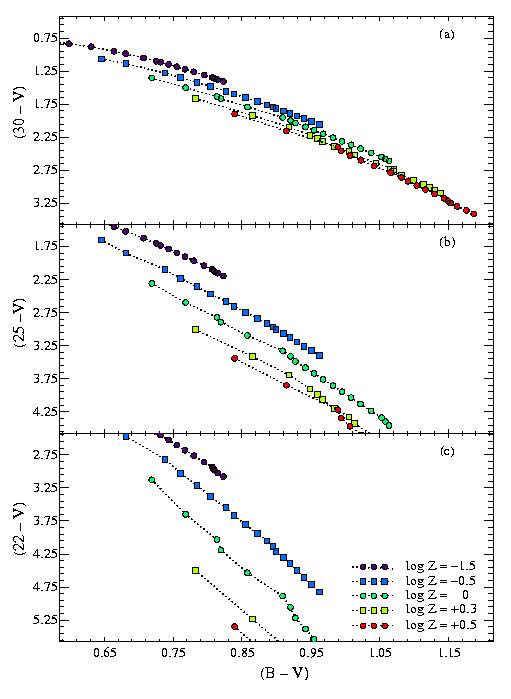 (a)
0.75
1.25
1.75
2.25
2.75
3.25
(30 – V)
(b)
1.75
2.25
2.75
3.25
3.75
4.25
(25 – V)
(c)
2.75
3.25
3.75
4.25
4.75
5.25
(22 – V)
log Z = −1.5
log Z = −0.5
log Z = 0
log Z = +0.3
log Z = +0.5
0.65 0.75 0.85 0.95 1.05 1.15
(B – V)